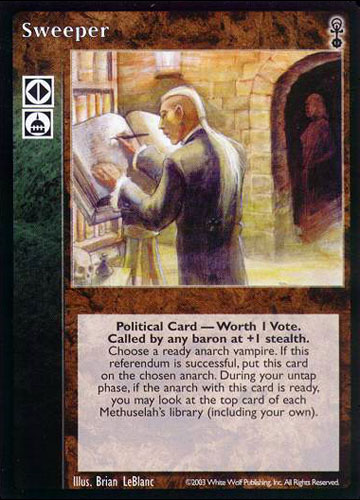 Sweeper
Political Card — Worth 1 Vote.
Called by any baron at +1 stealth.
Choose a ready anarch vampire. If this
referendum is successful, put this card
on the chosen anarch. During your untap
phase, if the anarch with this card is ready,
you may look at the top card of each
Methuselah's library (including your own).
Illus. Brian LeBlanc ©2003 White Wolf Publishing, Inc. All Rights Reserved.